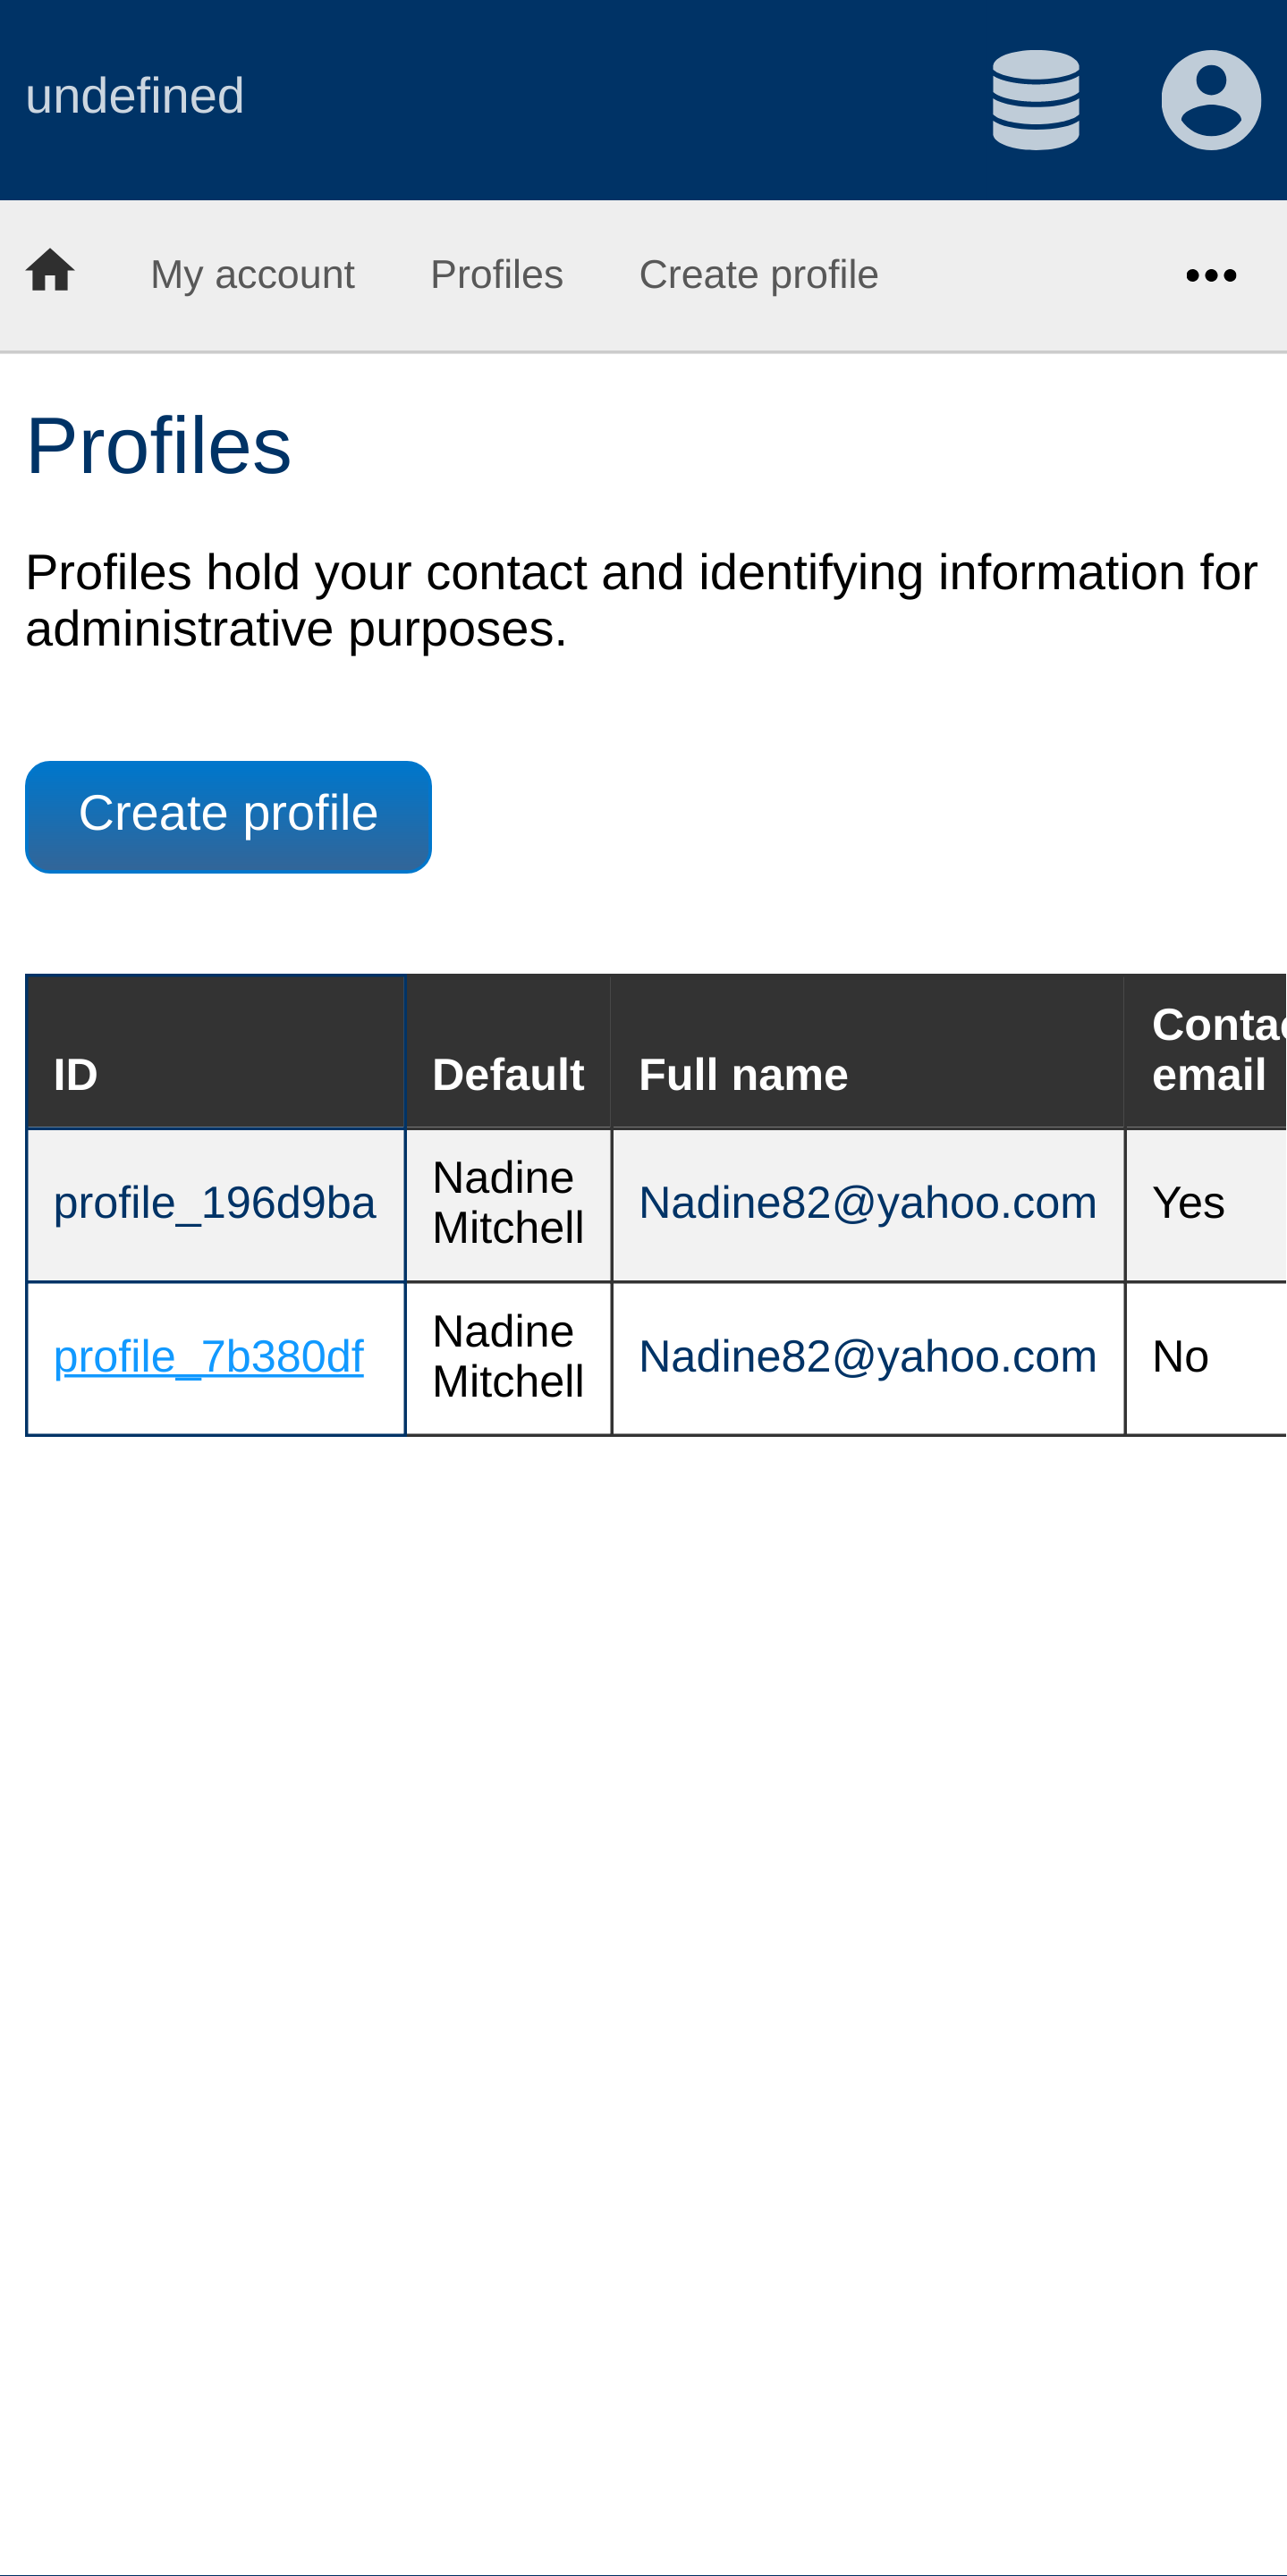 undefined
My account Profiles Create profile
Profiles
Profiles hold your contact and identifying information for
administrative purposes.
Create profile
ID Default Full name email
profile_196d9ba Nadine Mitchell Nadine82@yahoo.com Yes
profile_7b380df Nadine Mitchell Nadine82@yahoo.com No